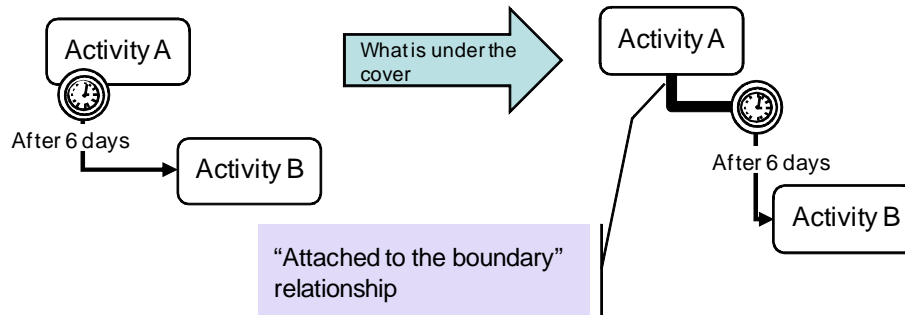 Activity A
After 6 days
Activity B
What is under the
cover
Activity A
After 6 days
Activity B
“Attached to the boundary”
relationship